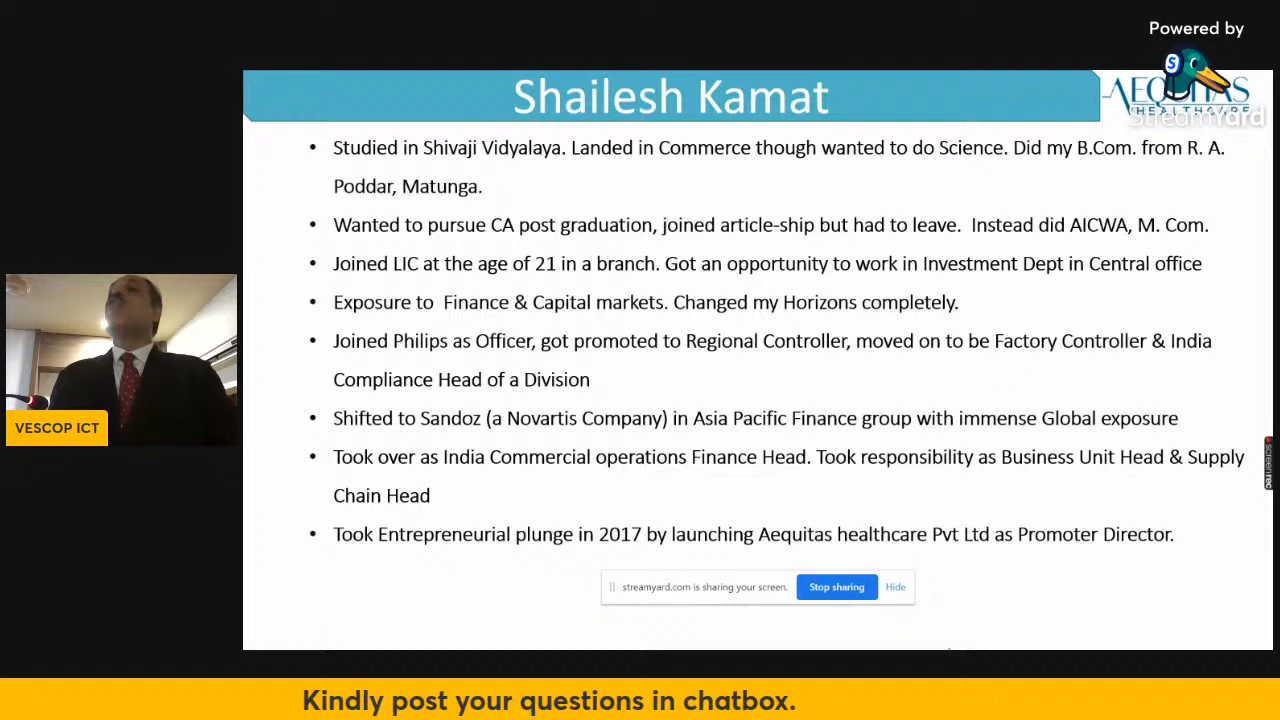 Powered by
StreamYard
Shailesh Kamat
AEQUITAS
HEALTHCARE
• Studied in Shivaji Vidyalaya. Landed in Commerce though wanted to do Science. Did my B.Com. from R. A.
Poddar, Matunga.
• Wanted to pursue CA post graduation, joined article-ship but had to leave.  Instead did AICWA, M. Com.
• Joined LIC at the age of 21 in a branch. Got an opportunity to work in Investment Dept in Central office
• Exposure to  Finance & Capital markets. Changed my Horizons completely.
• Joined Philips as Officer, got promoted to Regional Controller, moved on to be Factory Controller & India
Compliance Head of a Division
• Shifted to Sandoz (a Novartis Company) in Asia Pacific Finance group with immense Global exposure
• Took over as India Commercial operations Finance Head. Took responsibility as Business Unit Head & Supply
Chain Head
• Took Entrepreneurial plunge in 2017 by launching Aequitas healthcare Pvt Ltd as Promoter Director.
VESCOP ICT
streamyard.com is sharing your screen. Stop sharing Hide
screenrec
Kindly post your questions in chatbox.